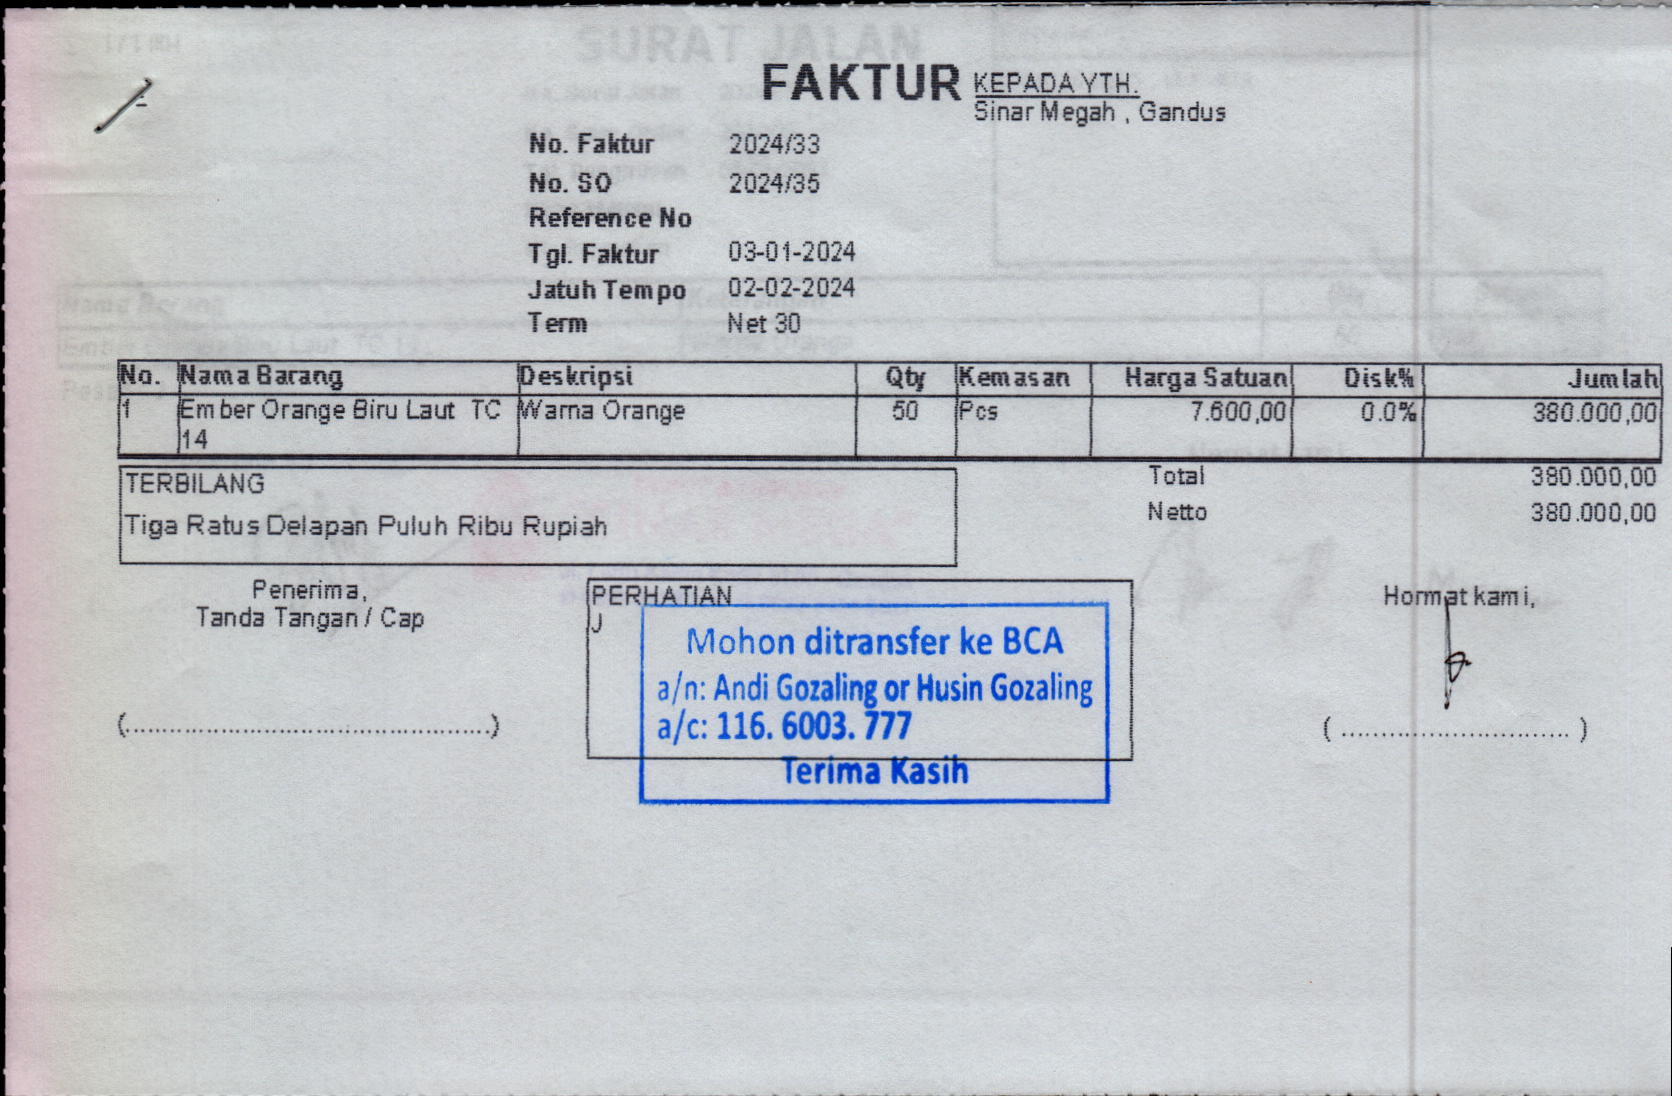 FAKTUR
KEPADA YTH.
Sinar Megah , Gandus
No. Faktur 2024/33
No. SO 2024/35
Reference No
Tgl. Faktur 03-01-2024
Jatuh Tempo 02-02-2024
Term Net 30
No. Nama Barang Deskripsi Qty Kemasan Harga Satuan Disk% Jumlah
1 Ember Orange Biru Laut TC Warna Orange 50 Pcs 7.600,00 0.0% 380.000,00
14
TERBILANG
Tiga Ratus Delapan Puluh Ribu Rupiah
Total 380.000,00
Netto 380.000,00
Penerima,
Tanda Tangan / Cap
(................................................)
PERHATIAN
J
Mohon ditransfer ke BCA
a/n: Andi Gozaling or Husin Gozaling
a/c: 116. 6003. 777
Terima Kasih
Hormat kami,
( .............................. )
SURAT JALAN